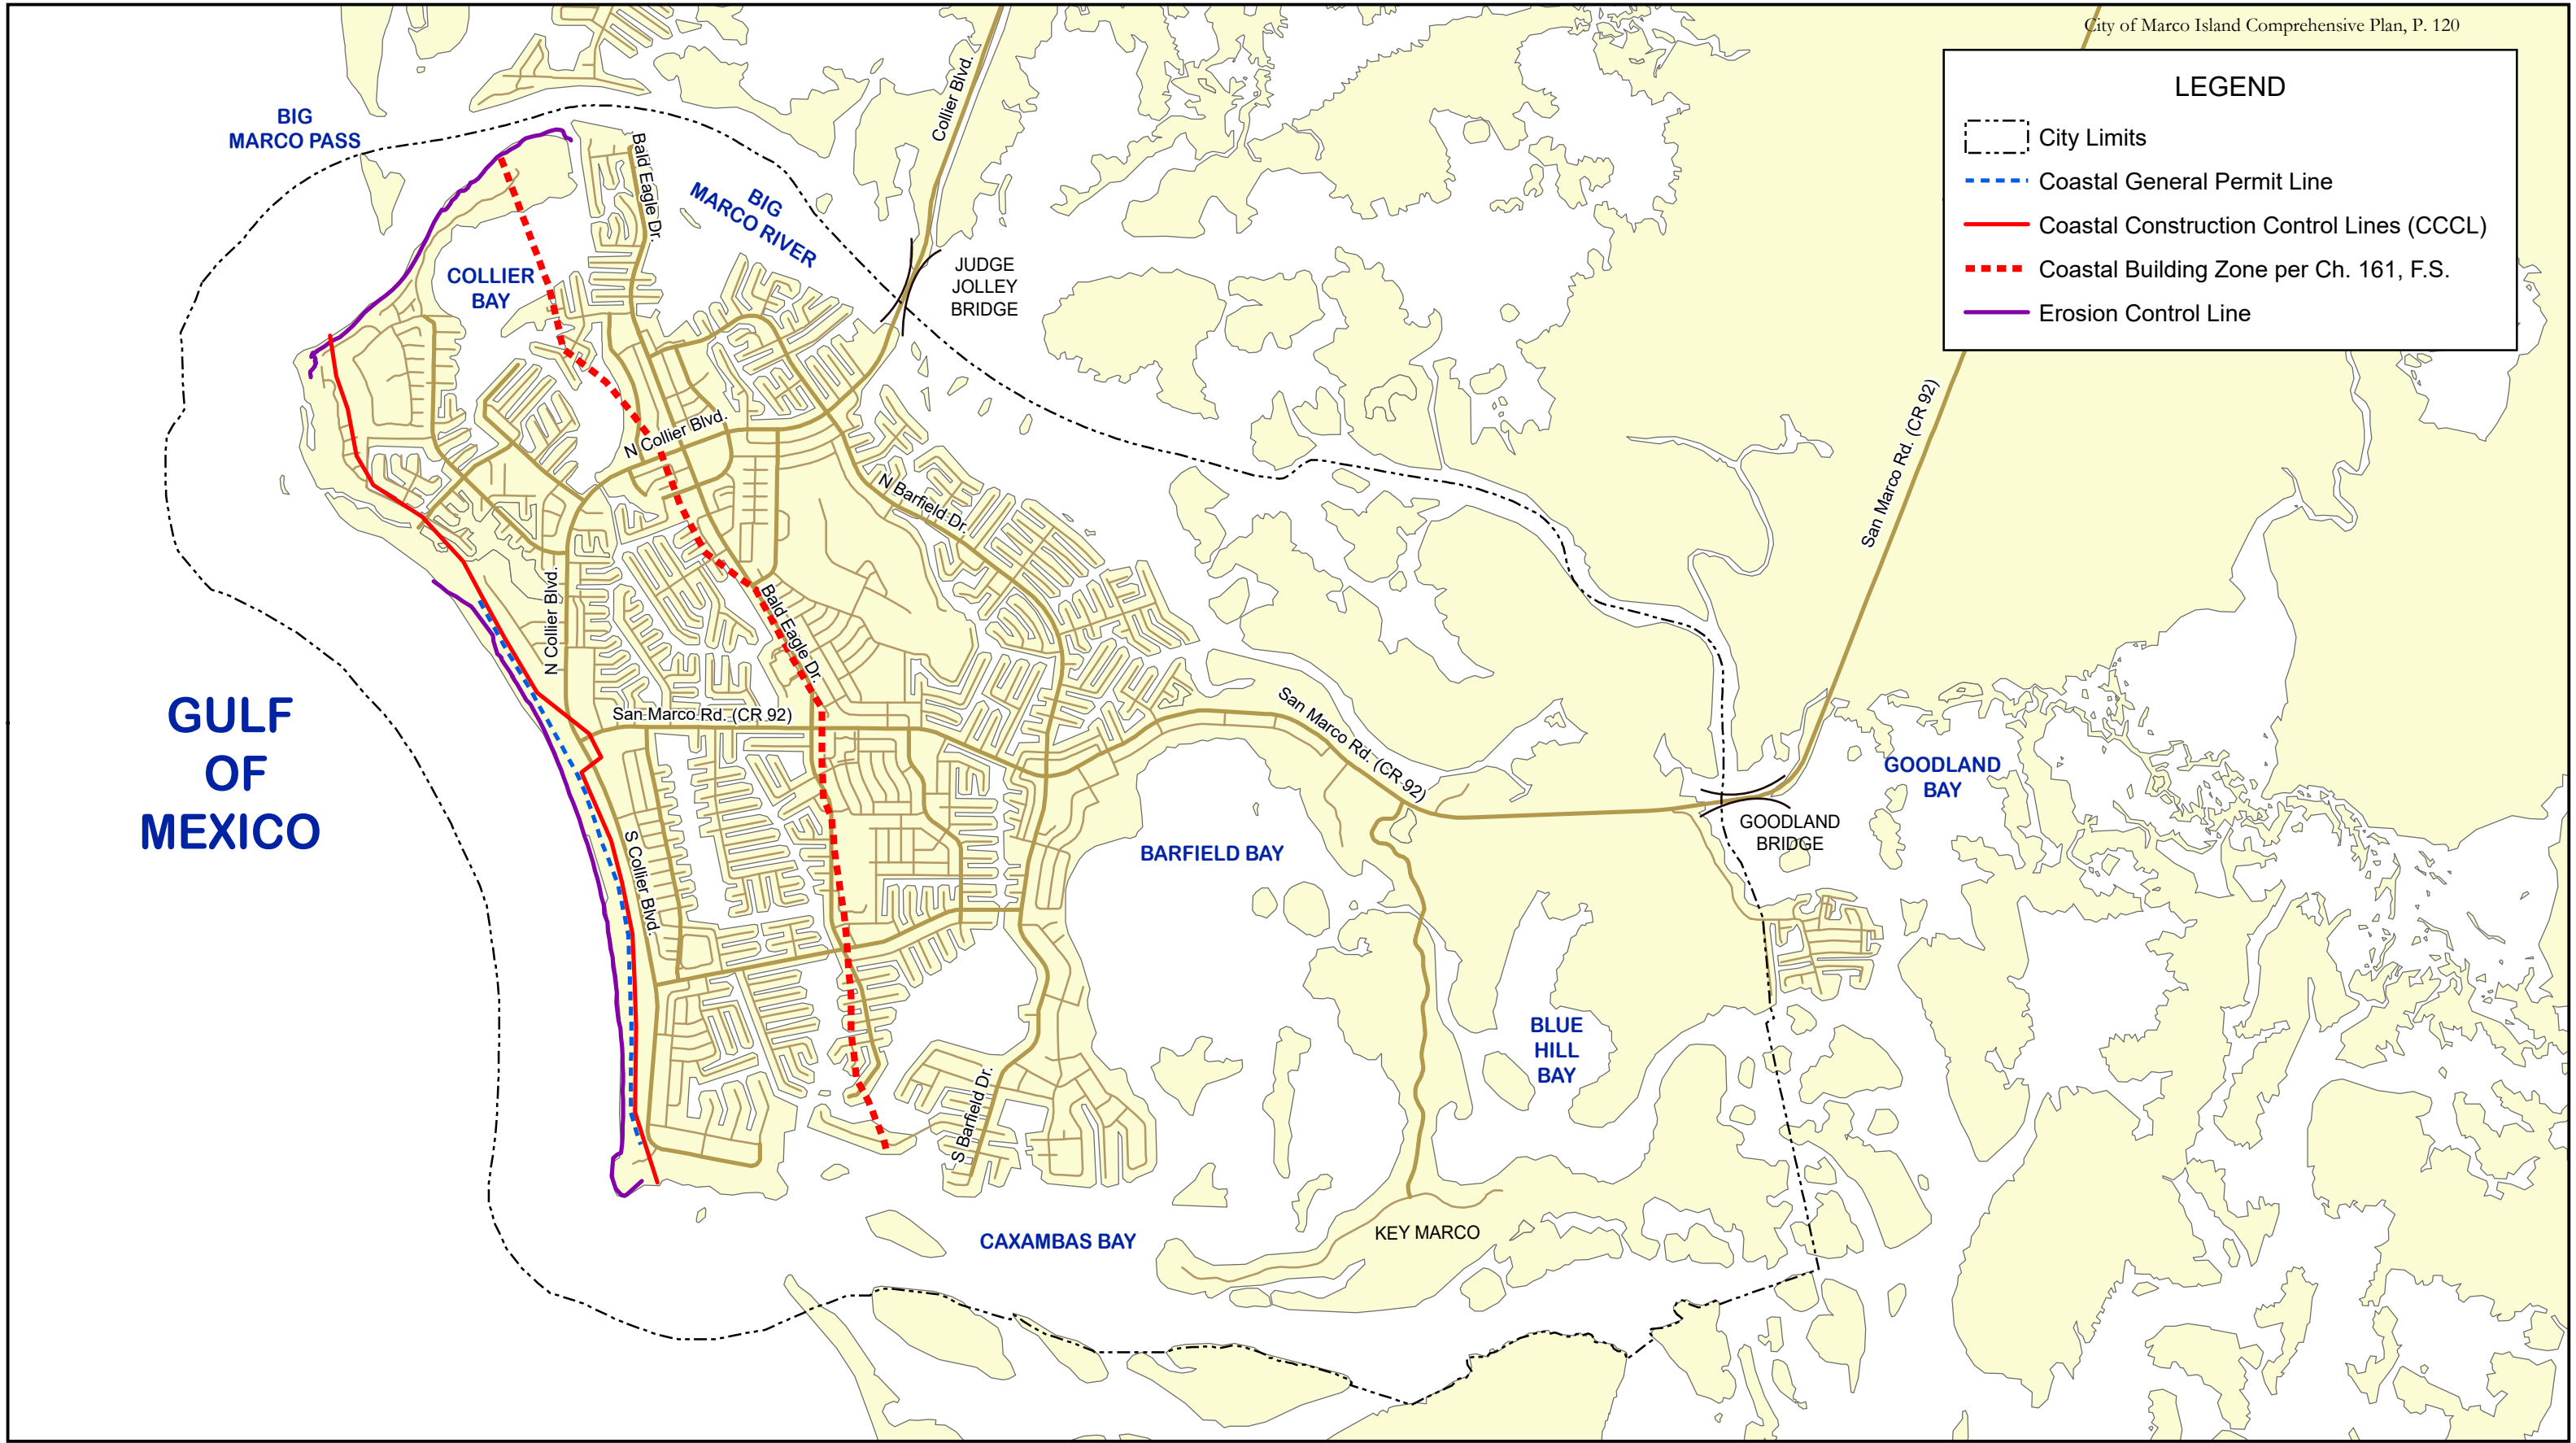 City of Marco Island Comprehensive Plan, P. 120
LEGEND
City Limits
Coastal General Permit Line
Coastal Construction Control Lines (CCCL)
Coastal Building Zone per Ch. 161, F.S.
Erosion Control Line
BIG
MARCO PASS
Collier Blvd.
Bald Eagle Dr.
BIG
MARCO RIVER
COLLIER
BAY
JUDGE
JOLLEY
BRIDGE
N Collier Blvd.
San Marco Rd. (CR 92)
N Barfield Dr.
N Collier Blvd.
Bald Eagle Dr.
GULF
OF
MEXICO
San Marco Rd. (CR 92)
San Marco Rd. (CR 92)
GOODLAND
BAY
GOODLAND
BRIDGE
S Collier Blvd.
BARFIELD BAY
BLUE
HILL
BAY
S Barfield Dr.
CAXAMBAS BAY
KEY MARCO